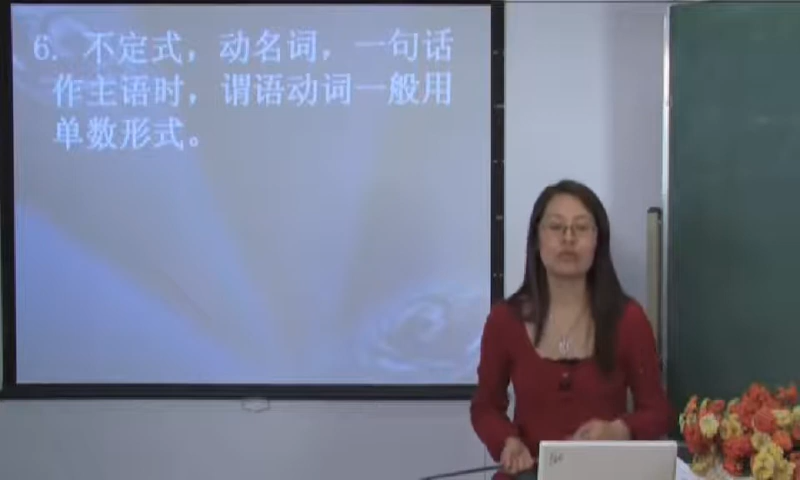 6. 不定式，动名词，一句话
作主语时，谓语动词一般用
单数形式。